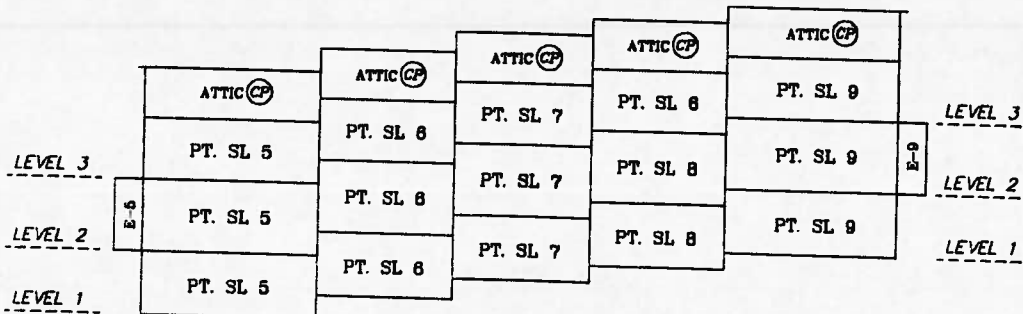 LEVEL 3
LEVEL 2
LEVEL 1
E-5
ATTIC CP
PT. SL 5
PT. SL 5
PT. SL 5
ATTIC CP
PT. SL 6
PT. SL 6
PT. SL 6
ATTIC CP
PT. SL 7
PT. SL 7
PT. SL 7
ATTIC CP
PT. SL 8
PT. SL 8
PT. SL 8
ATTIC CP
PT. SL 9
PT. SL 9
PT. SL 9
E-9
LEVEL 3
LEVEL 2
LEVEL 1